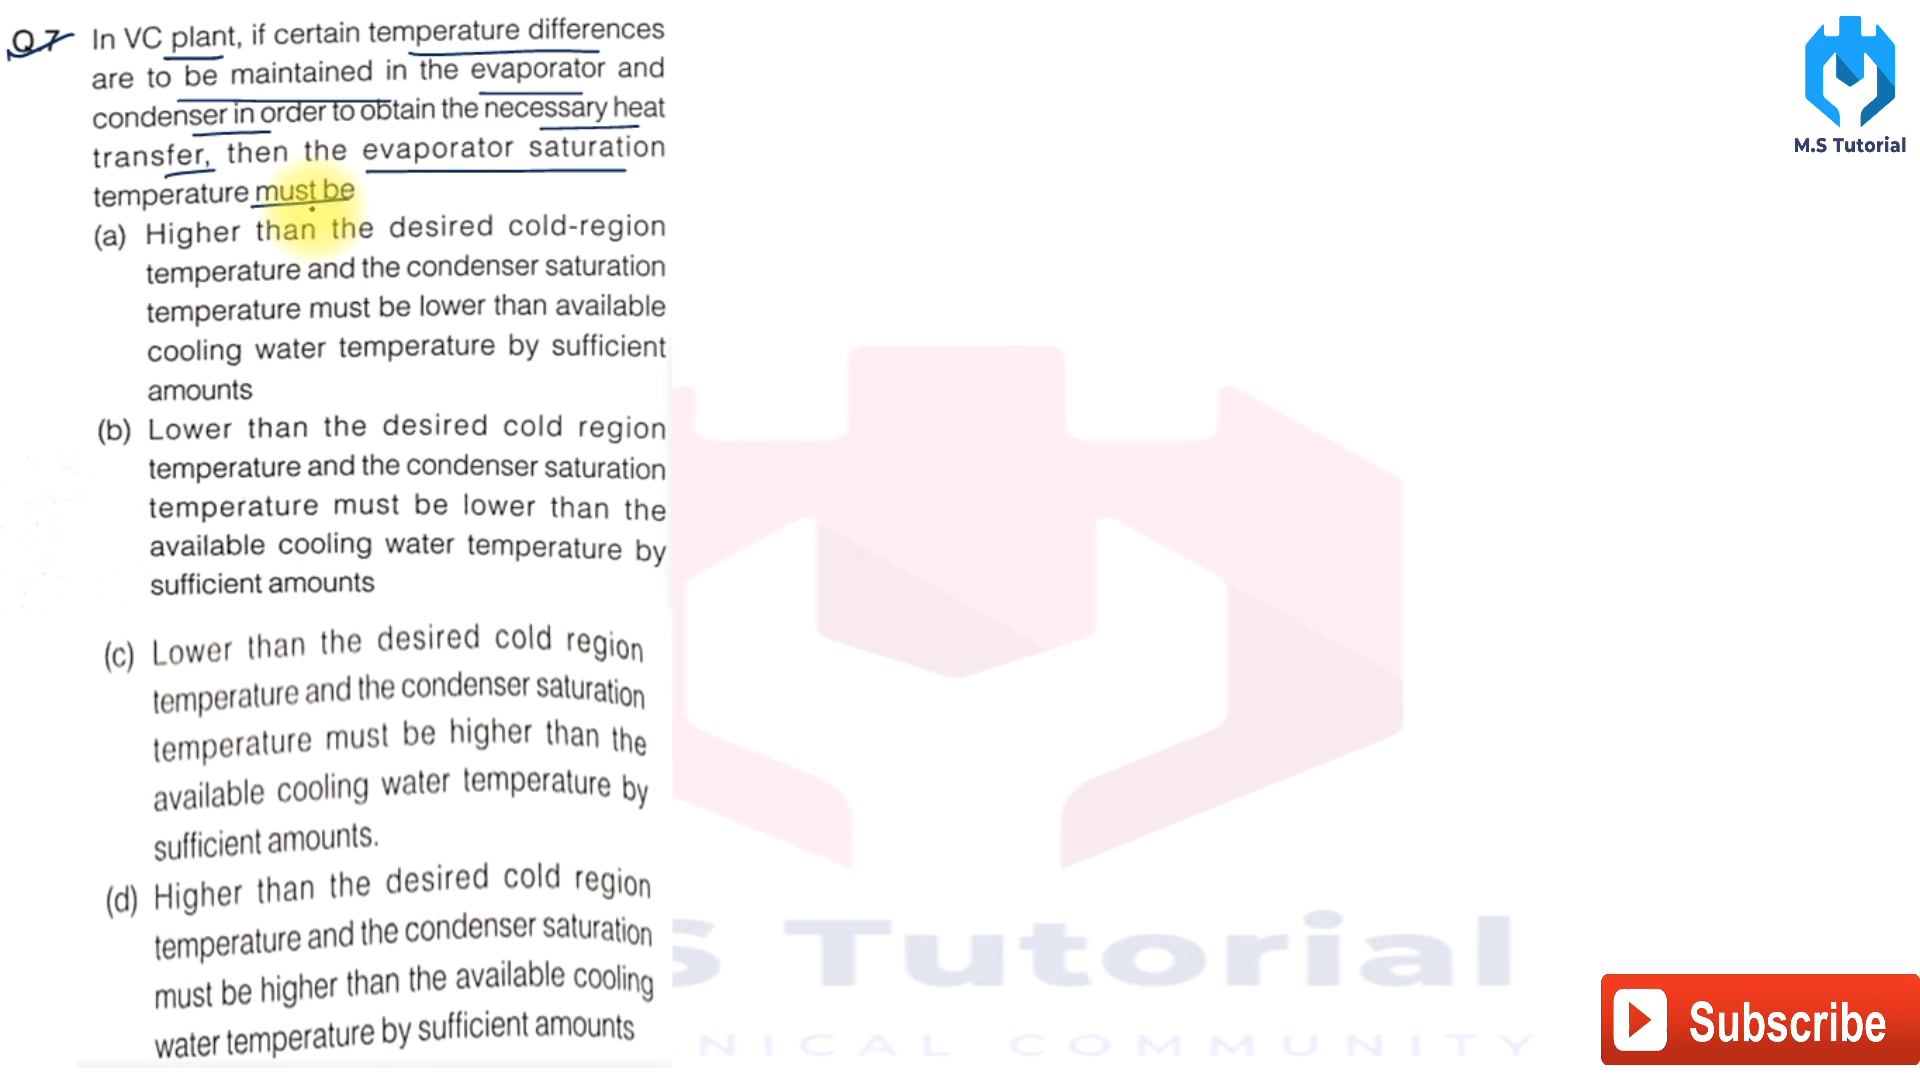 Q.7 In VC plant, if certain temperature differences
are to be maintained in the evaporator and
condenser in order to obtain the necessary heat
transfer, then the evaporator saturation
temperature must be
(a) Higher than the desired cold-region
temperature and the condenser saturation
temperature must be lower than available
cooling water temperature by sufficient
amounts
(b) Lower than the desired cold region
temperature and the condenser saturation
temperature must be lower than the
available cooling water temperature by
sufficient amounts
(c) Lower than the desired cold region
temperature and the condenser saturation
temperature must be higher than the
available cooling water temperature by
sufficient amounts.
(d) Higher than the desired cold region
temperature and the condenser saturation
must be higher than the available cooling
water temperature by sufficient amounts
M.S Tutorial
S Tutorial
NICAL COMMUNITY
Subscribe